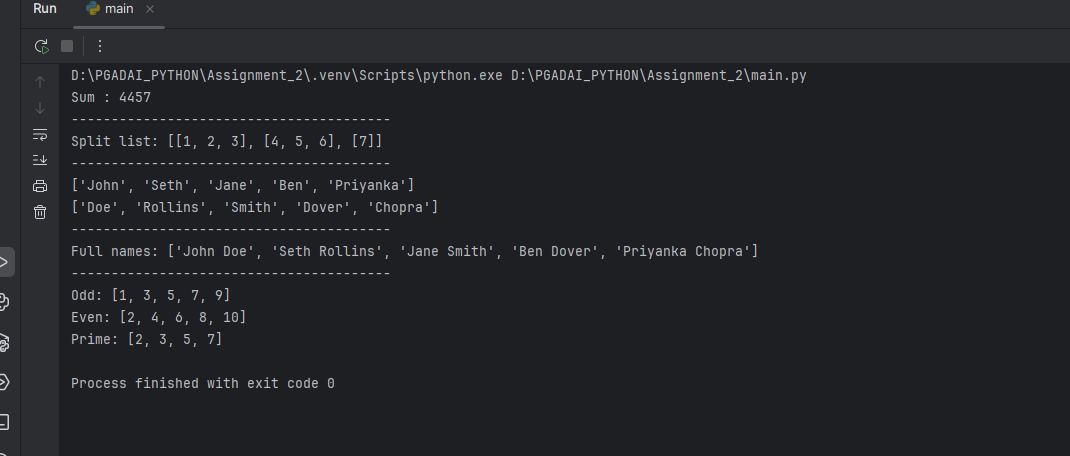 Run main
D:\PGADAI_PYTHON\Assignment_2\.venv\Scripts\python.exe D:\PGADAI_PYTHON\Assignment_2\main.py
Sum : 4457
----------------------------------------
Split list: [[1, 2, 3], [4, 5, 6], [7]]
----------------------------------------
['John', 'Seth', 'Jane', 'Ben', 'Priyanka']
['Doe', 'Rollins', 'Smith', 'Dover', 'Chopra']
----------------------------------------
Full names: ['John Doe', 'Seth Rollins', 'Jane Smith', 'Ben Dover', 'Priyanka Chopra']
----------------------------------------
Odd: [1, 3, 5, 7, 9]
Even: [2, 4, 6, 8, 10]
Prime: [2, 3, 5, 7]
Process finished with exit code 0